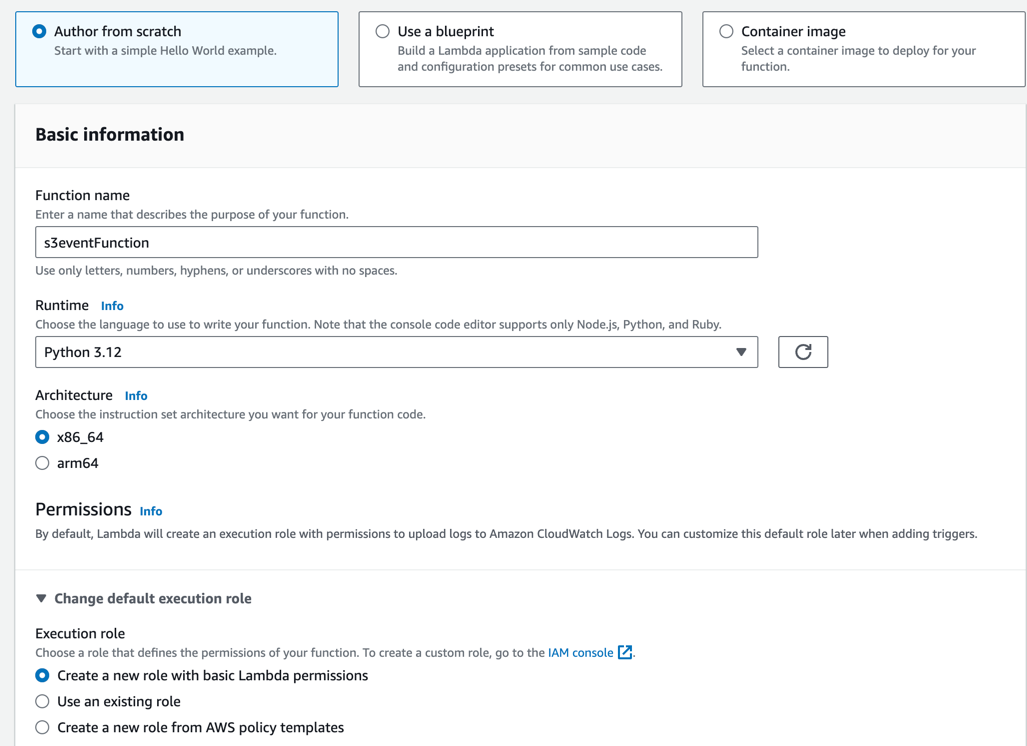 Author from scratch
Start with a simple Hello World example.
Use a blueprint
Build a Lambda application from sample code
and configuration presets for common use cases.
Container image
Select a container image to deploy for your
function.
Basic information
Function name
Enter a name that describes the purpose of your function.
s3eventFunction
Use only letters, numbers, hyphens, or underscores with no spaces.
Runtime Info
Choose the language to use to write your function. Note that the console code editor supports only Node.js, Python, and Ruby.
Python 3.12
Architecture Info
Choose the instruction set architecture you want for your function code.
x86_64
arm64
Permissions Info
By default, Lambda will create an execution role with permissions to upload logs to Amazon CloudWatch Logs. You can customize this default role later when adding triggers.
Change default execution role
Execution role
Choose a role that defines the permissions of your function. To create a custom role, go to the IAM console.
Create a new role with basic Lambda permissions
Use an existing role
Create a new role from AWS policy templates